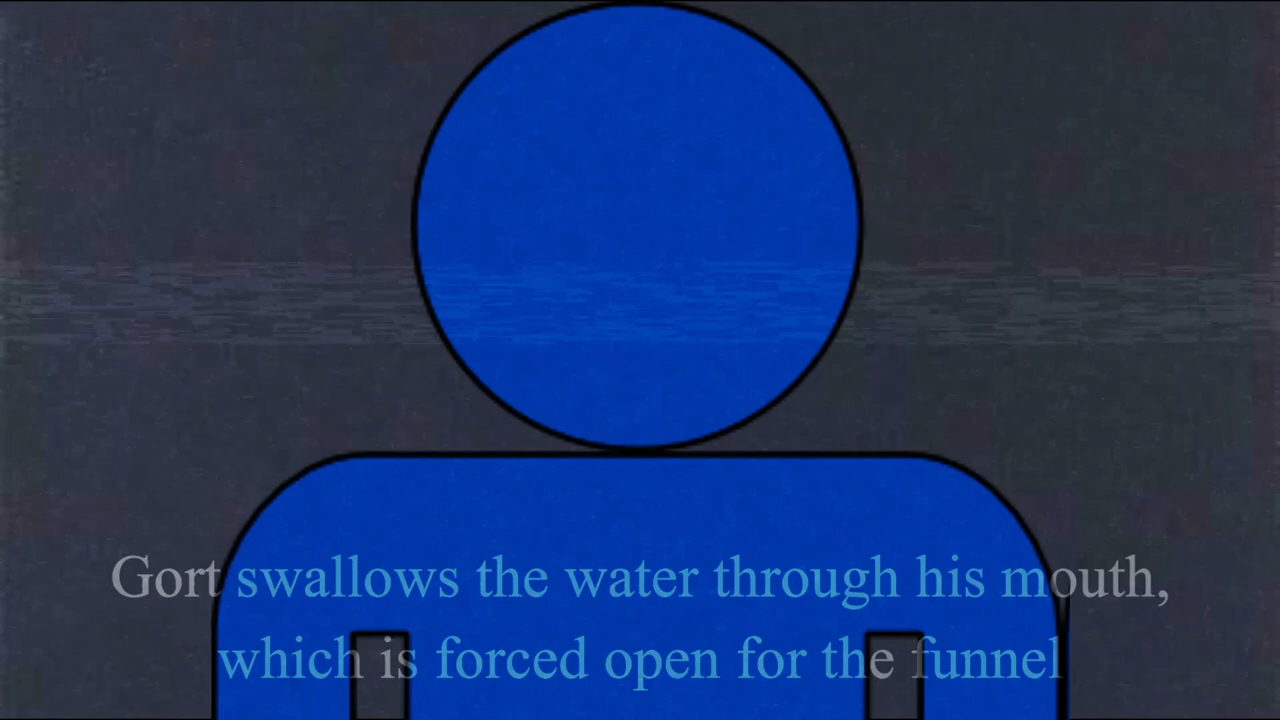 Gort swallows the water through his mouth,
which is forced open for the funnel